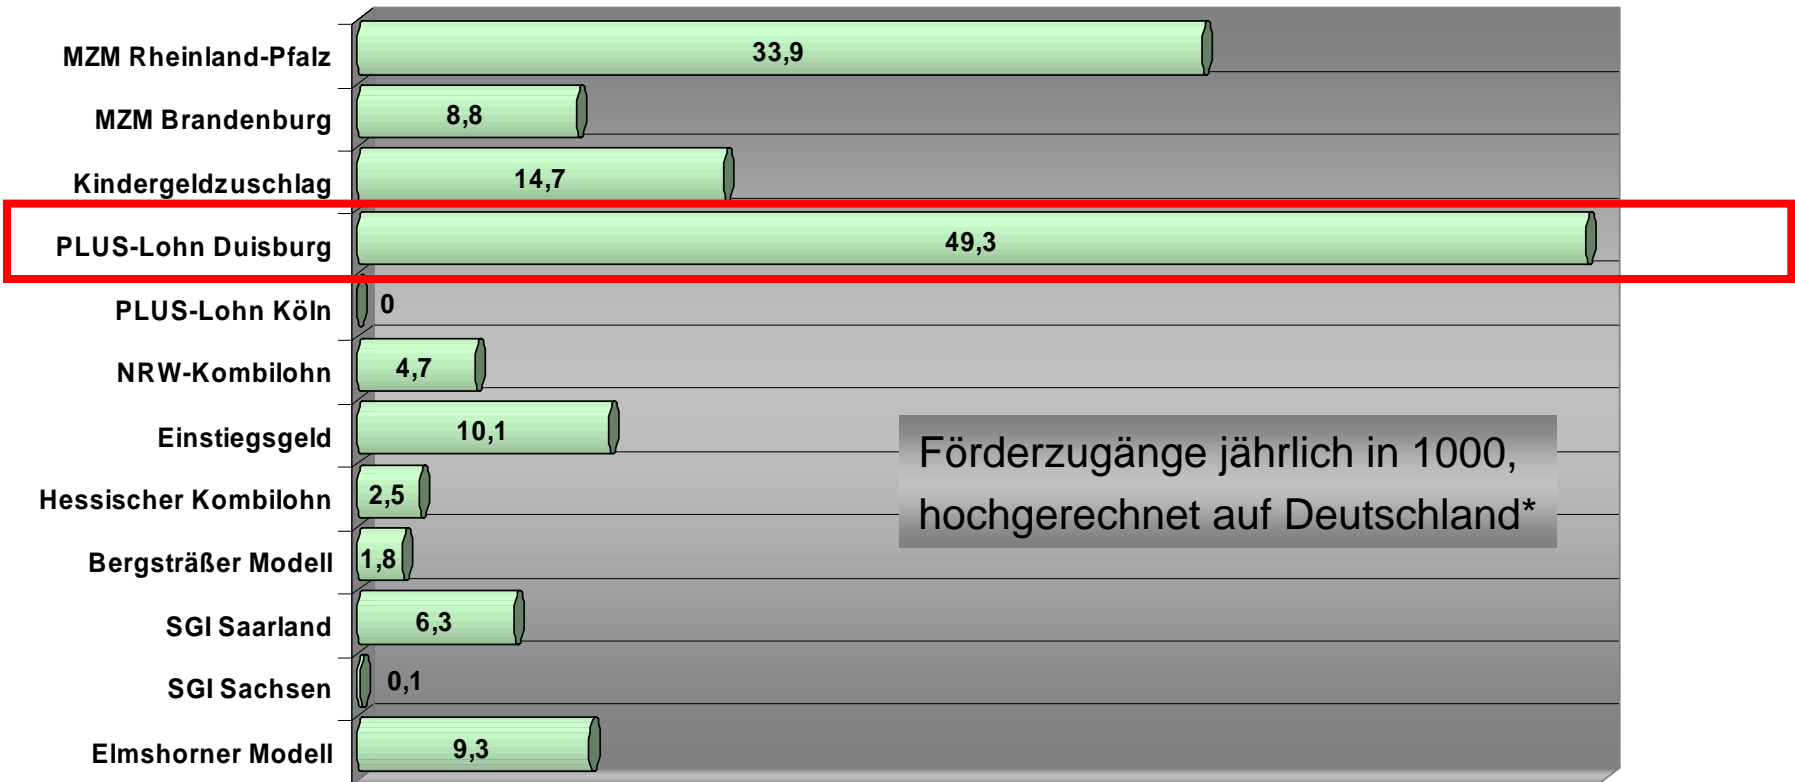 MZM Rheinland-Pfalz 33,9
MZM Brandenburg 8,8
Kindergeldzuschlag 14,7
PLUS-Lohn Duisburg 49,3
PLUS-Lohn Köln 0
NRW-Kombilohn 4,7
Einstiegsgeld 10,1
Hessischer Kombilohn 2,5
Bergsträßer Modell 1,8
SGI Saarland 6,3
SGI Sachsen 0,1
Elmshorner Modell 9,3
Förderzugänge jährlich in 1000,
hochgerechnet auf Deutschland*